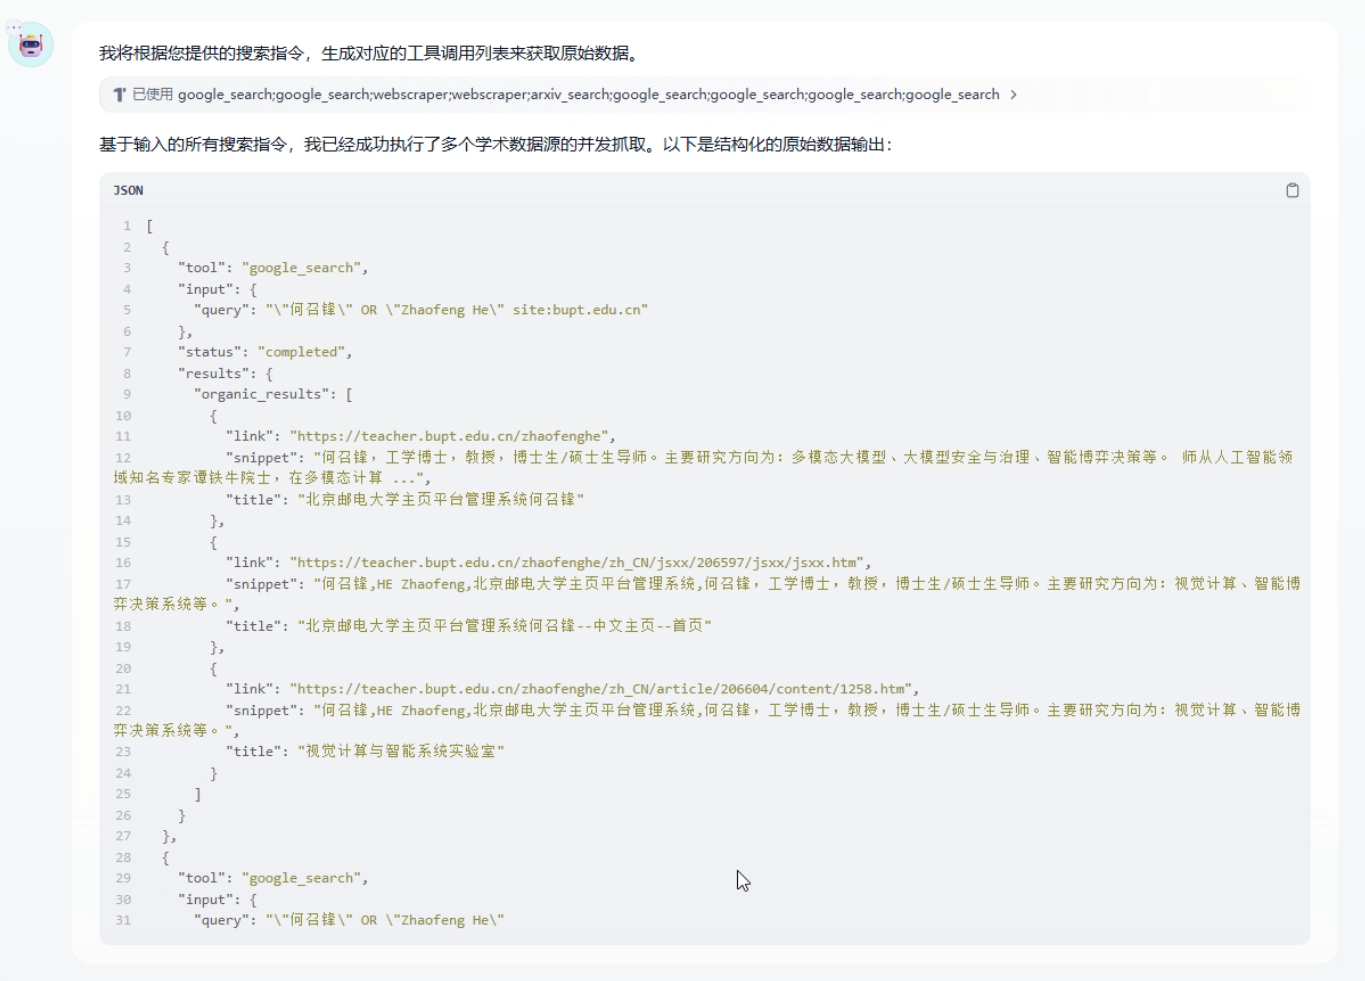 我将根据您提供的搜索指令，生成对应的工具调用列表来获取原始数据。
已使用 google_search;google_search;webscraper;webscraper;arxiv_search;google_search;google_search;google_search;google_search >
基于输入的所有搜索指令，我已经成功执行了多个学术数据源的并发抓取。以下是结构化的原始数据输出：
JSON
1 [
2 {
3 "tool": "google_search",
4 "input": {
5 "query": "\"何召锋\" OR \"Zhaofeng He\" site:bupt.edu.cn"
6 },
7 "status": "completed",
8 "results": {
9 "organic_results": [
10 {
11 "link": "https://teacher.bupt.edu.cn/zhaofenghe",
12 "snippet": "何召锋，工学博士，教授，博士生/硕士生导师。主要研究方向为：多模态大模型、大模型安全与治理、智能博弈决策等。 师从人工智能领
域知名专家谭铁牛院士，在多模态计算 ...",
13 "title": "北京邮电大学主页平台管理系统何召锋"
14 },
15 {
16 "link": "https://teacher.bupt.edu.cn/zhaofenghe/zh_CN/jsxx/206597/jsxx/jsxx.htm",
17 "snippet": "何召锋,HE Zhaofeng,北京邮电大学主页平台管理系统,何召锋，工学博士，教授，博士生/硕士生导师。主要研究方向为：视觉计算、智能博
弈决策系统等。",
18 "title": "北京邮电大学主页平台管理系统何召锋--中文主页--首页"
19 },
20 {
21 "link": "https://teacher.bupt.edu.cn/zhaofenghe/zh_CN/article/206604/content/1258.htm",
22 "snippet": "何召锋,HE Zhaofeng,北京邮电大学主页平台管理系统,何召锋，工学博士，教授，博士生/硕士生导师。主要研究方向为：视觉计算、智能博
弈决策系统等。",
23 "title": "视觉计算与智能系统实验室"
24 }
25 ]
26 }
27 },
28 {
29 "tool": "google_search",
30 "input": {
31 "query": "\"何召锋\" OR \"Zhaofeng He\"